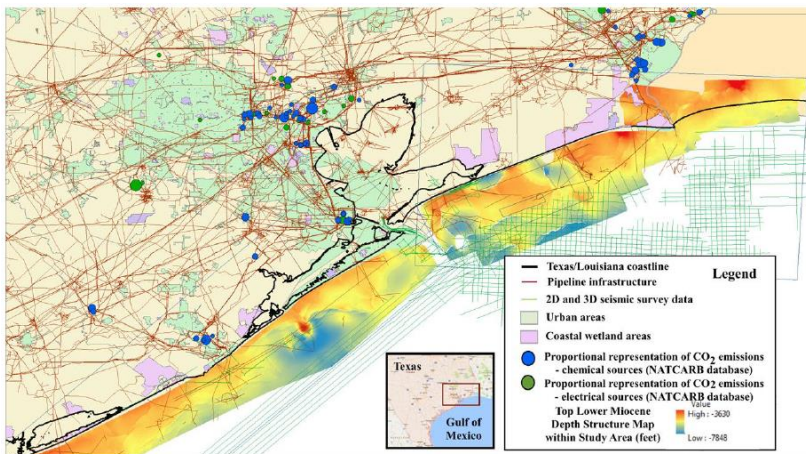 Legend
Texas/Louisiana coastline
Pipeline infrastructure
2D and 3D seismic survey data
Urban areas
Coastal wetland areas
Proportional representation of CO2 emissions
- chemical sources (NATCARB database)
Proportional representation of CO2 emissions
- electrical sources (NATCARB database)
Top Lower Miocene
Depth Structure Map
within Study Area (feet)
Value
High : -3630
Low : -7848
Texas
Gulf of
Mexico